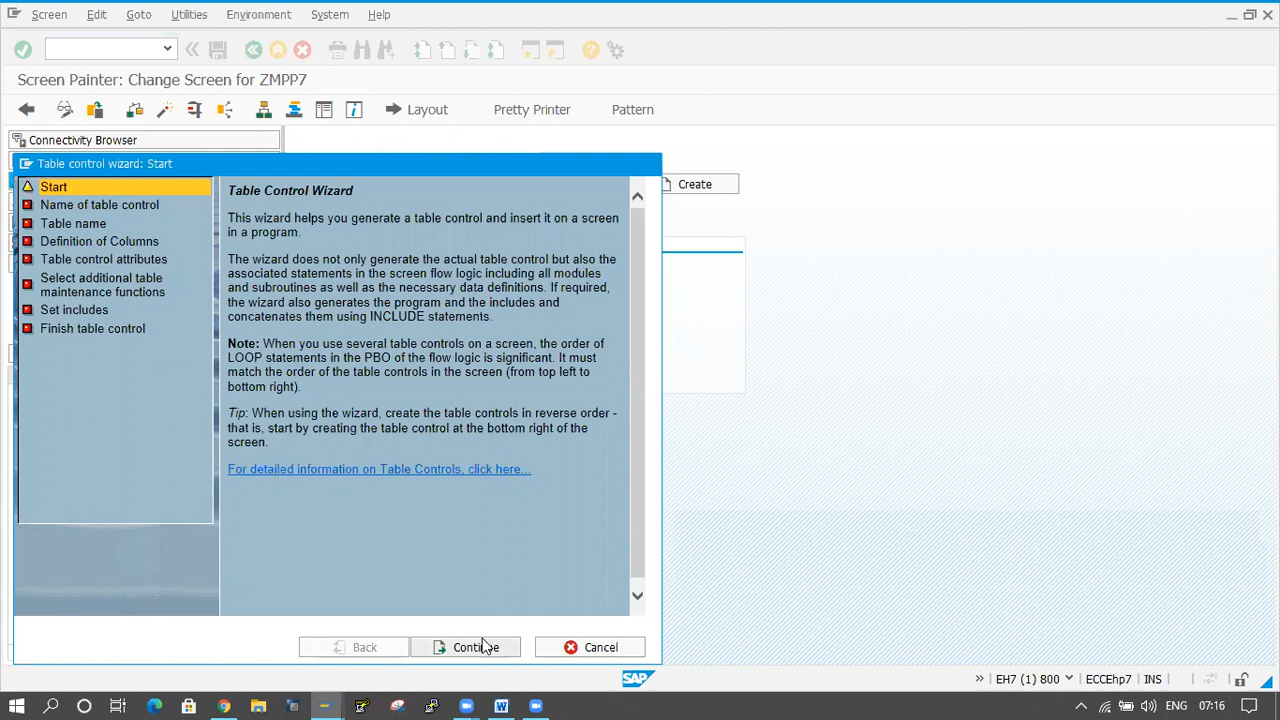 Screen Edit Goto Utilities Environment System Help
Screen Painter: Change Screen for ZMPP7
Layout Pretty Printer Pattern
Connectivity Browser
Table control wizard: Start
Create
Start
Name of table control
Table name
Definition of Columns
Table control attributes
Select additional table
maintenance functions
Set includes
Finish table control
Table Control Wizard
This wizard helps you generate a table control and insert it on a screen
in a program.
The wizard does not only generate the actual table control but also the
associated statements in the screen flow logic including all modules
and subroutines as well as the necessary data definitions. If required,
the wizard also generates the program and the includes and
concatenates them using INCLUDE statements.
Note: When you use several table controls on a screen, the order of
LOOP statements in the PBO of the flow logic is significant. It must
match the order of the table controls in the screen (from top left to
bottom right).
Tip: When using the wizard, create the table controls in reverse order -
that is, start by creating the table control at the bottom right of the
screen.
For detailed information on Table Controls, click here...
Back Continue Cancel
SAP EH7 (1) 800 ECCEhp7 INS
ENG 07:16